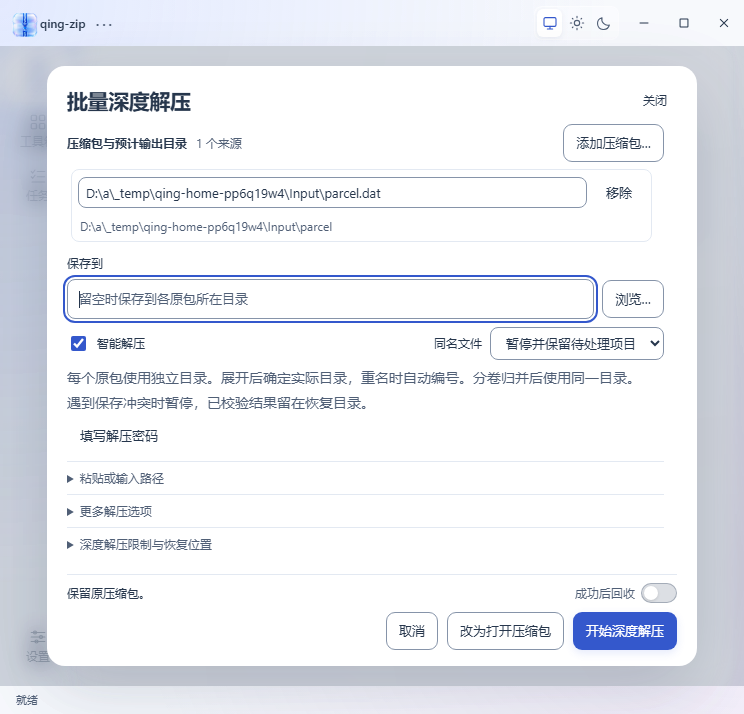 qing-zip ···
批量深度解压
关闭
压缩包与预计输出目录 1 个来源
添加压缩包...
D:\a\_temp\qing-home-pp6q19w4\Input\parcel.dat
移除
D:\a\_temp\qing-home-pp6q19w4\Input\parcel
保存到
留空时保存到各原包所在目录
浏览...
智能解压
同名文件
暂停并保留待处理项目
每个原包使用独立目录。展开后确定实际目录，重名时自动编号。分卷归并后使用同一目录。
遇到保存冲突时暂停，已校验结果留在恢复目录。
填写解压密码
粘贴或输入路径
更多解压选项
深度解压限制与恢复位置
保留原压缩包。
成功后回收
取消
改为打开压缩包
开始深度解压
设置
就绪